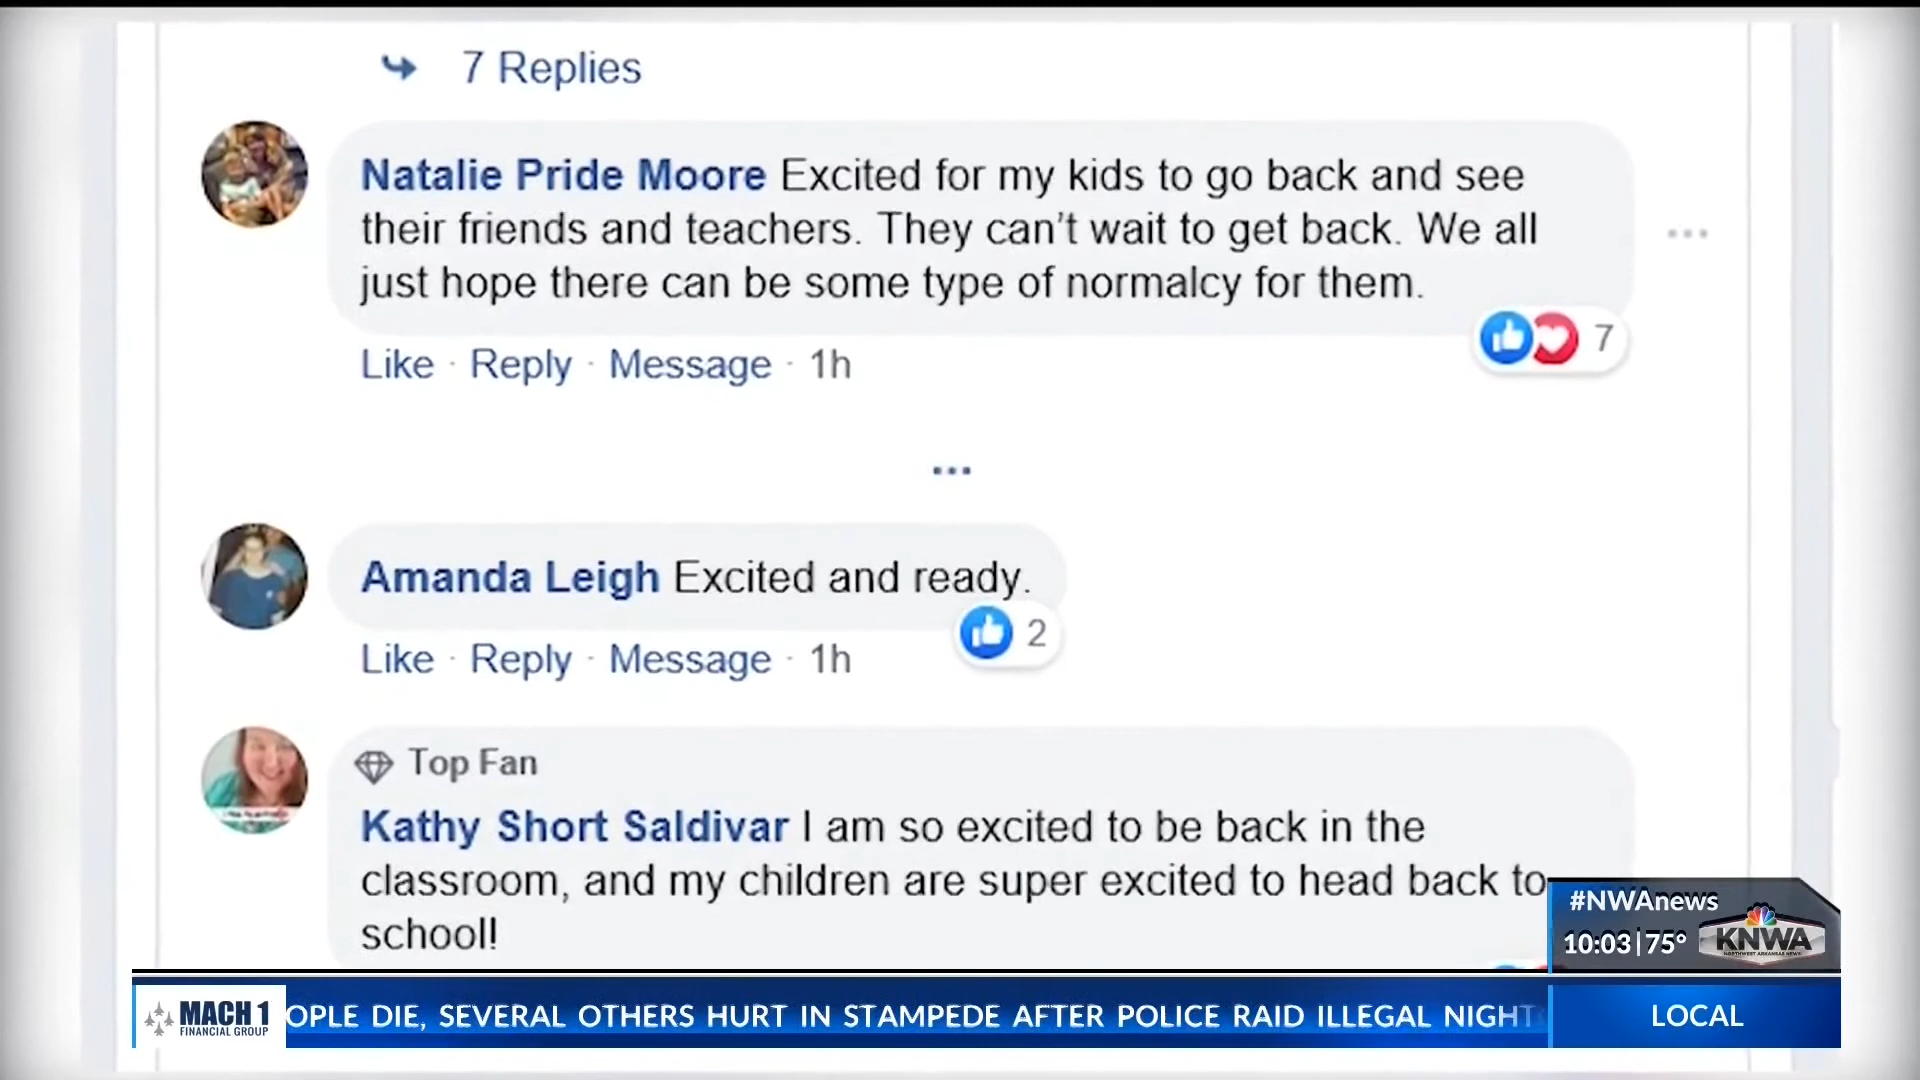 7 Replies
Natalie Pride Moore Excited for my kids to go back and see
their friends and teachers. They can't wait to get back. We all
just hope there can be some type of normalcy for them.
7
Like · Reply · Message · 1h
Amanda Leigh Excited and ready.
2
Like · Reply · Message · 1h
Top Fan
Kathy Short Saldivar I am so excited to be back in the
classroom, and my children are super excited to head back to
school!
#NWAnews
10:03 | 75°
KNWA
NORTHWEST ARKANSAS NEWS
MACH 1
FINANCIAL GROUP
OPLE DIE, SEVERAL OTHERS HURT IN STAMPEDE AFTER POLICE RAID ILLEGAL NIGHT
LOCAL